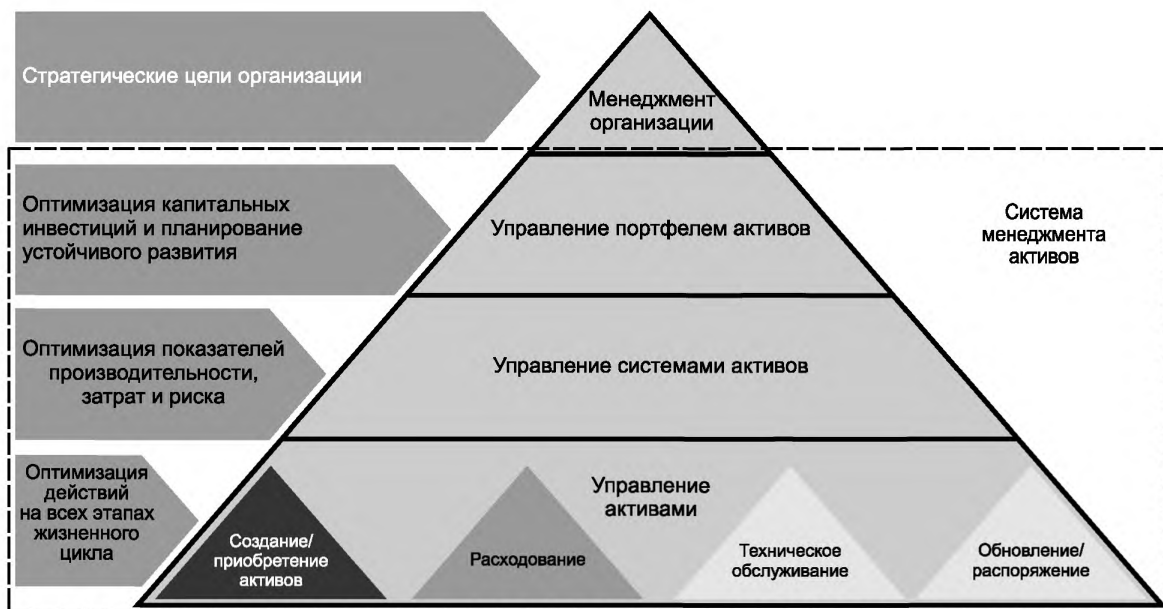 Стратегические цели организации
Менеджмент
организации
Оптимизация капитальных
инвестиций и планирование
устойчивого развития
Управление портфелем активов
Система
менеджмента
активов
Оптимизация показателей
производительности,
затрат и риска
Управление системами активов
Оптимизация
действий
на всех этапах
жизненного
цикла
Управление
активами
Создание/
приобретение
активов
Расходование
Техническое
обслуживание
Обновление/
распоряжение